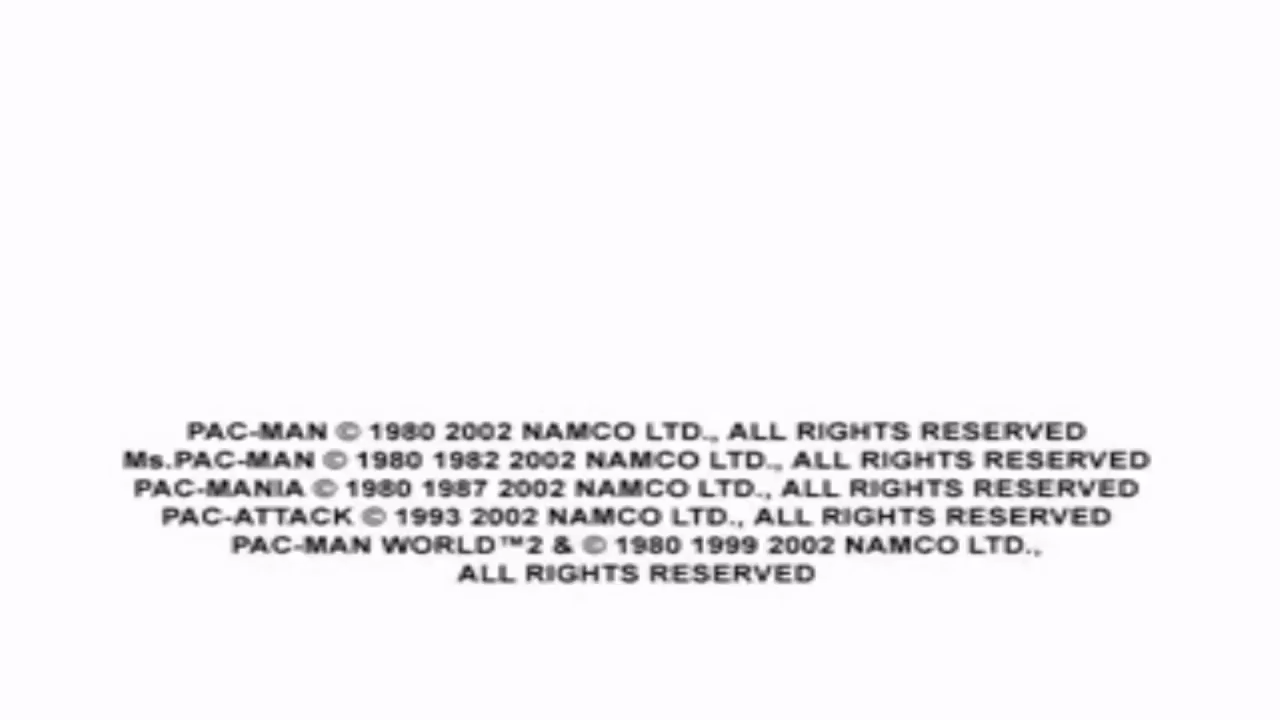 PAC-MAN © 1980 2002 NAMCO LTD., ALL RIGHTS RESERVED
Ms.PAC-MAN © 1980 1982 2002 NAMCO LTD., ALL RIGHTS RESERVED
PAC-MANIA © 1980 1987 2002 NAMCO LTD., ALL RIGHTS RESERVED
PAC-ATTACK © 1993 2002 NAMCO LTD., ALL RIGHTS RESERVED
PAC-MAN WORLD™2 & © 1980 1999 2002 NAMCO LTD.,
ALL RIGHTS RESERVED